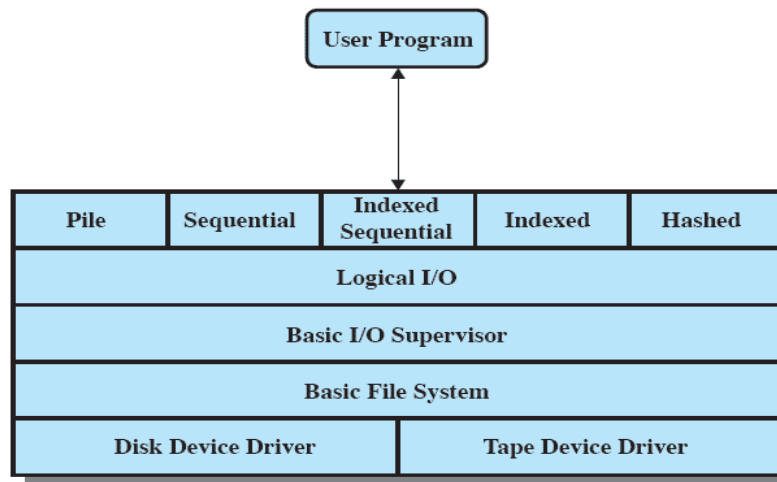 User Program
Pile
Sequential
Indexed
Sequential
Indexed
Hashed
Logical I/O
Basic I/O Supervisor
Basic File System
Disk Device Driver
Tape Device Driver